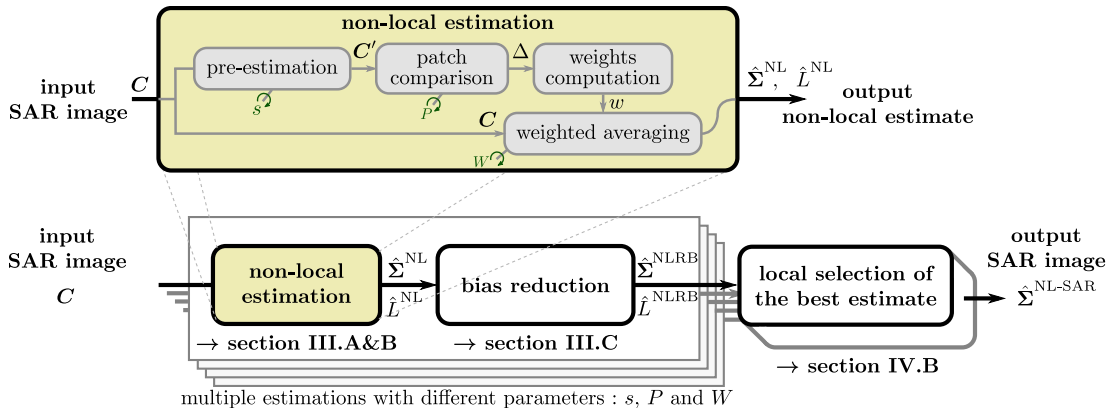 non-local estimation
input
SAR image
C
pre-estimation
C′
patch
comparison
Δ
weights
computation
s
P
w
C
weighted averaging
W
Σ̂^NL, L̂^NL
output
non-local estimate
input
SAR image
C
non-local
estimation
Σ̂^NL
L̂^NL
bias reduction
Σ̂^NLRB
L̂^NLRB
local selection of
the best estimate
output
SAR image
Σ̂^NL-SAR
→ section III.A&B
→ section III.C
→ section IV.B
multiple estimations with different parameters : s, P and W